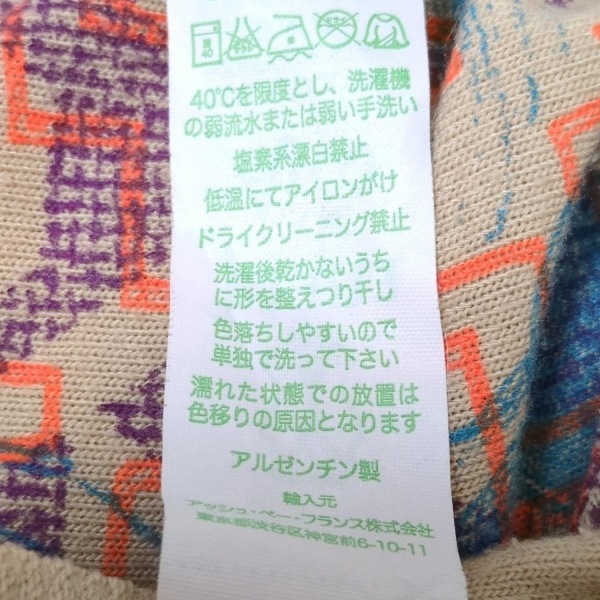 40℃を限度とし、洗濯機
の弱流水または弱い手洗い
塩素系漂白禁止
低温にてアイロンがけ
ドライクリーニング禁止
洗濯後乾かないうち
に形を整えつり干し
色落ちしやすいので
単独で洗って下さい
濡れた状態での放置は
色移りの原因となります
アルゼンチン製
輸入元
アッシュ・ペー・フランス株式会社
東京都渋谷区神宮前6-10-11